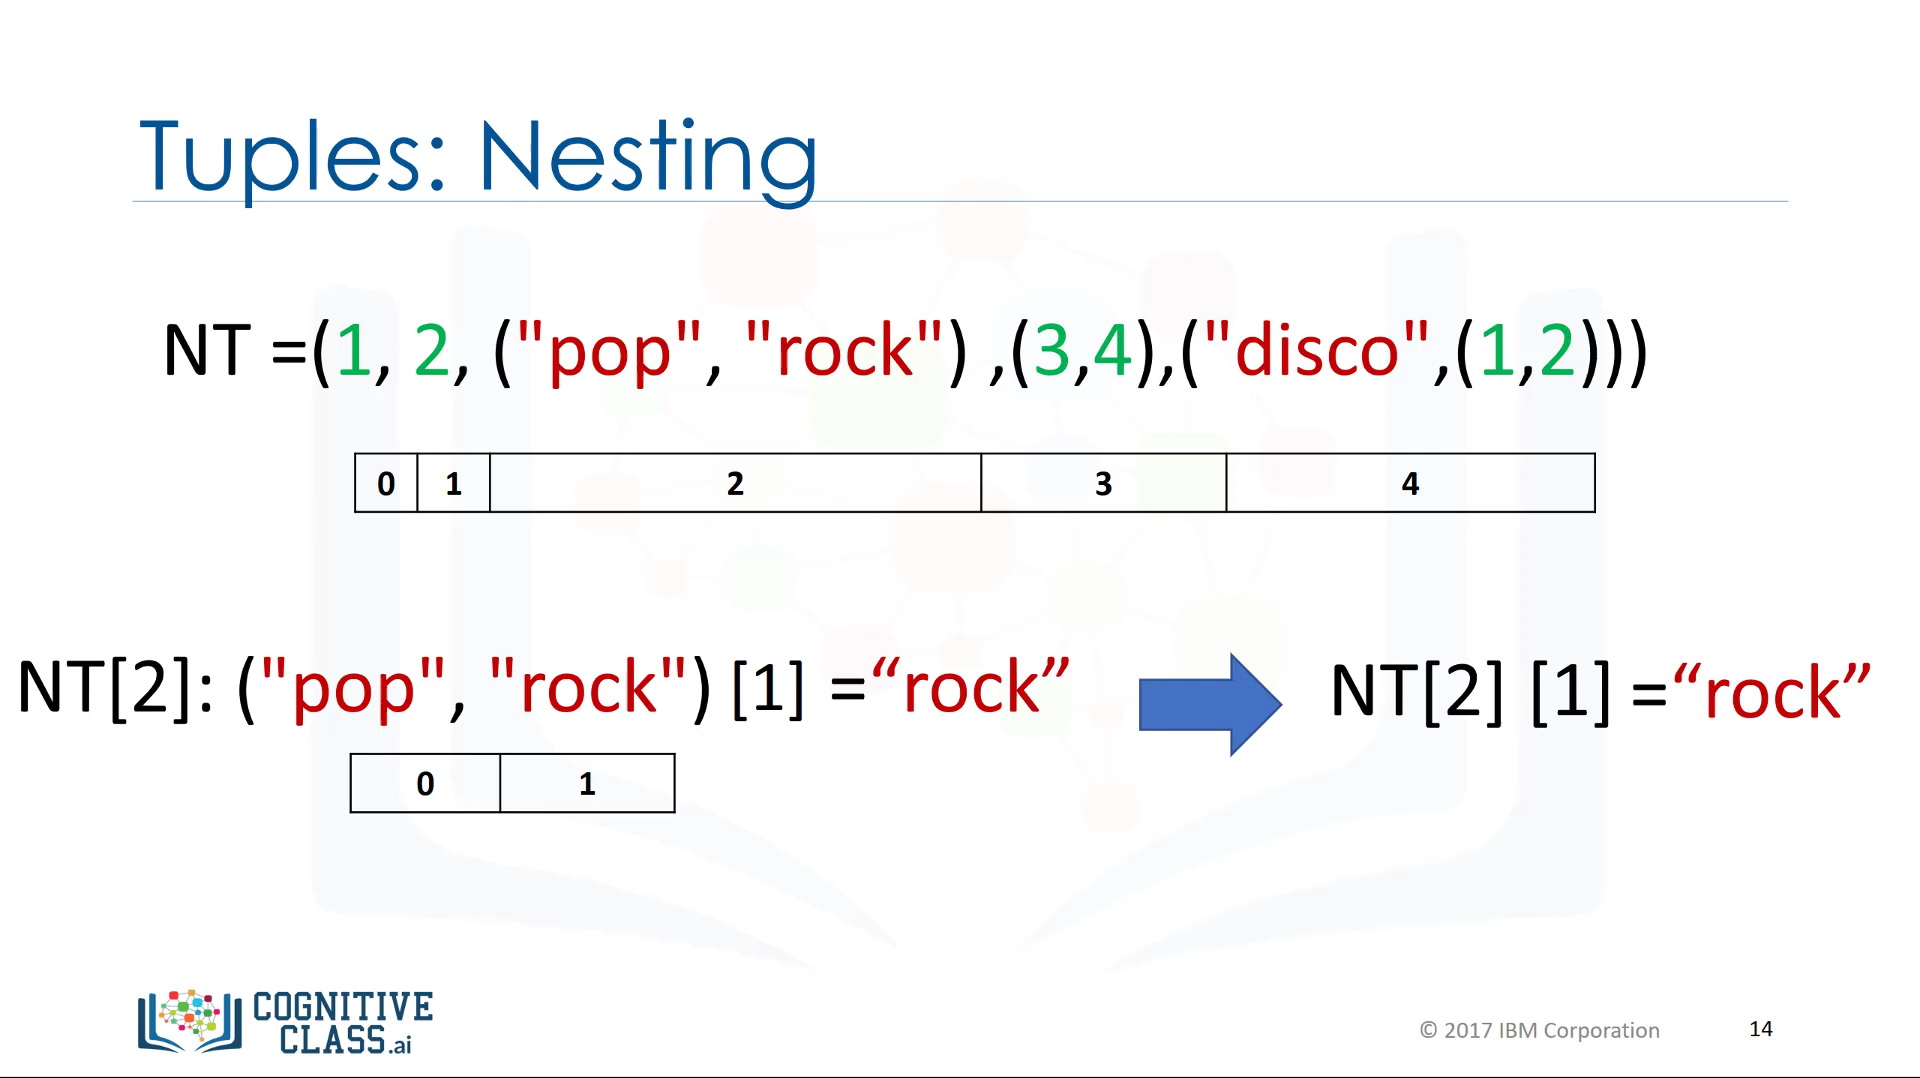 Tuples: Nesting
NT =(1, 2, ("pop", "rock") ,(3,4),("disco",(1,2)))
0 1 2 3 4
NT[2]: ("pop", "rock") [1] =“rock” NT[2] [1] =“rock”
0 1
COGNITIVE
CLASS.ai
© 2017 IBM Corporation 14